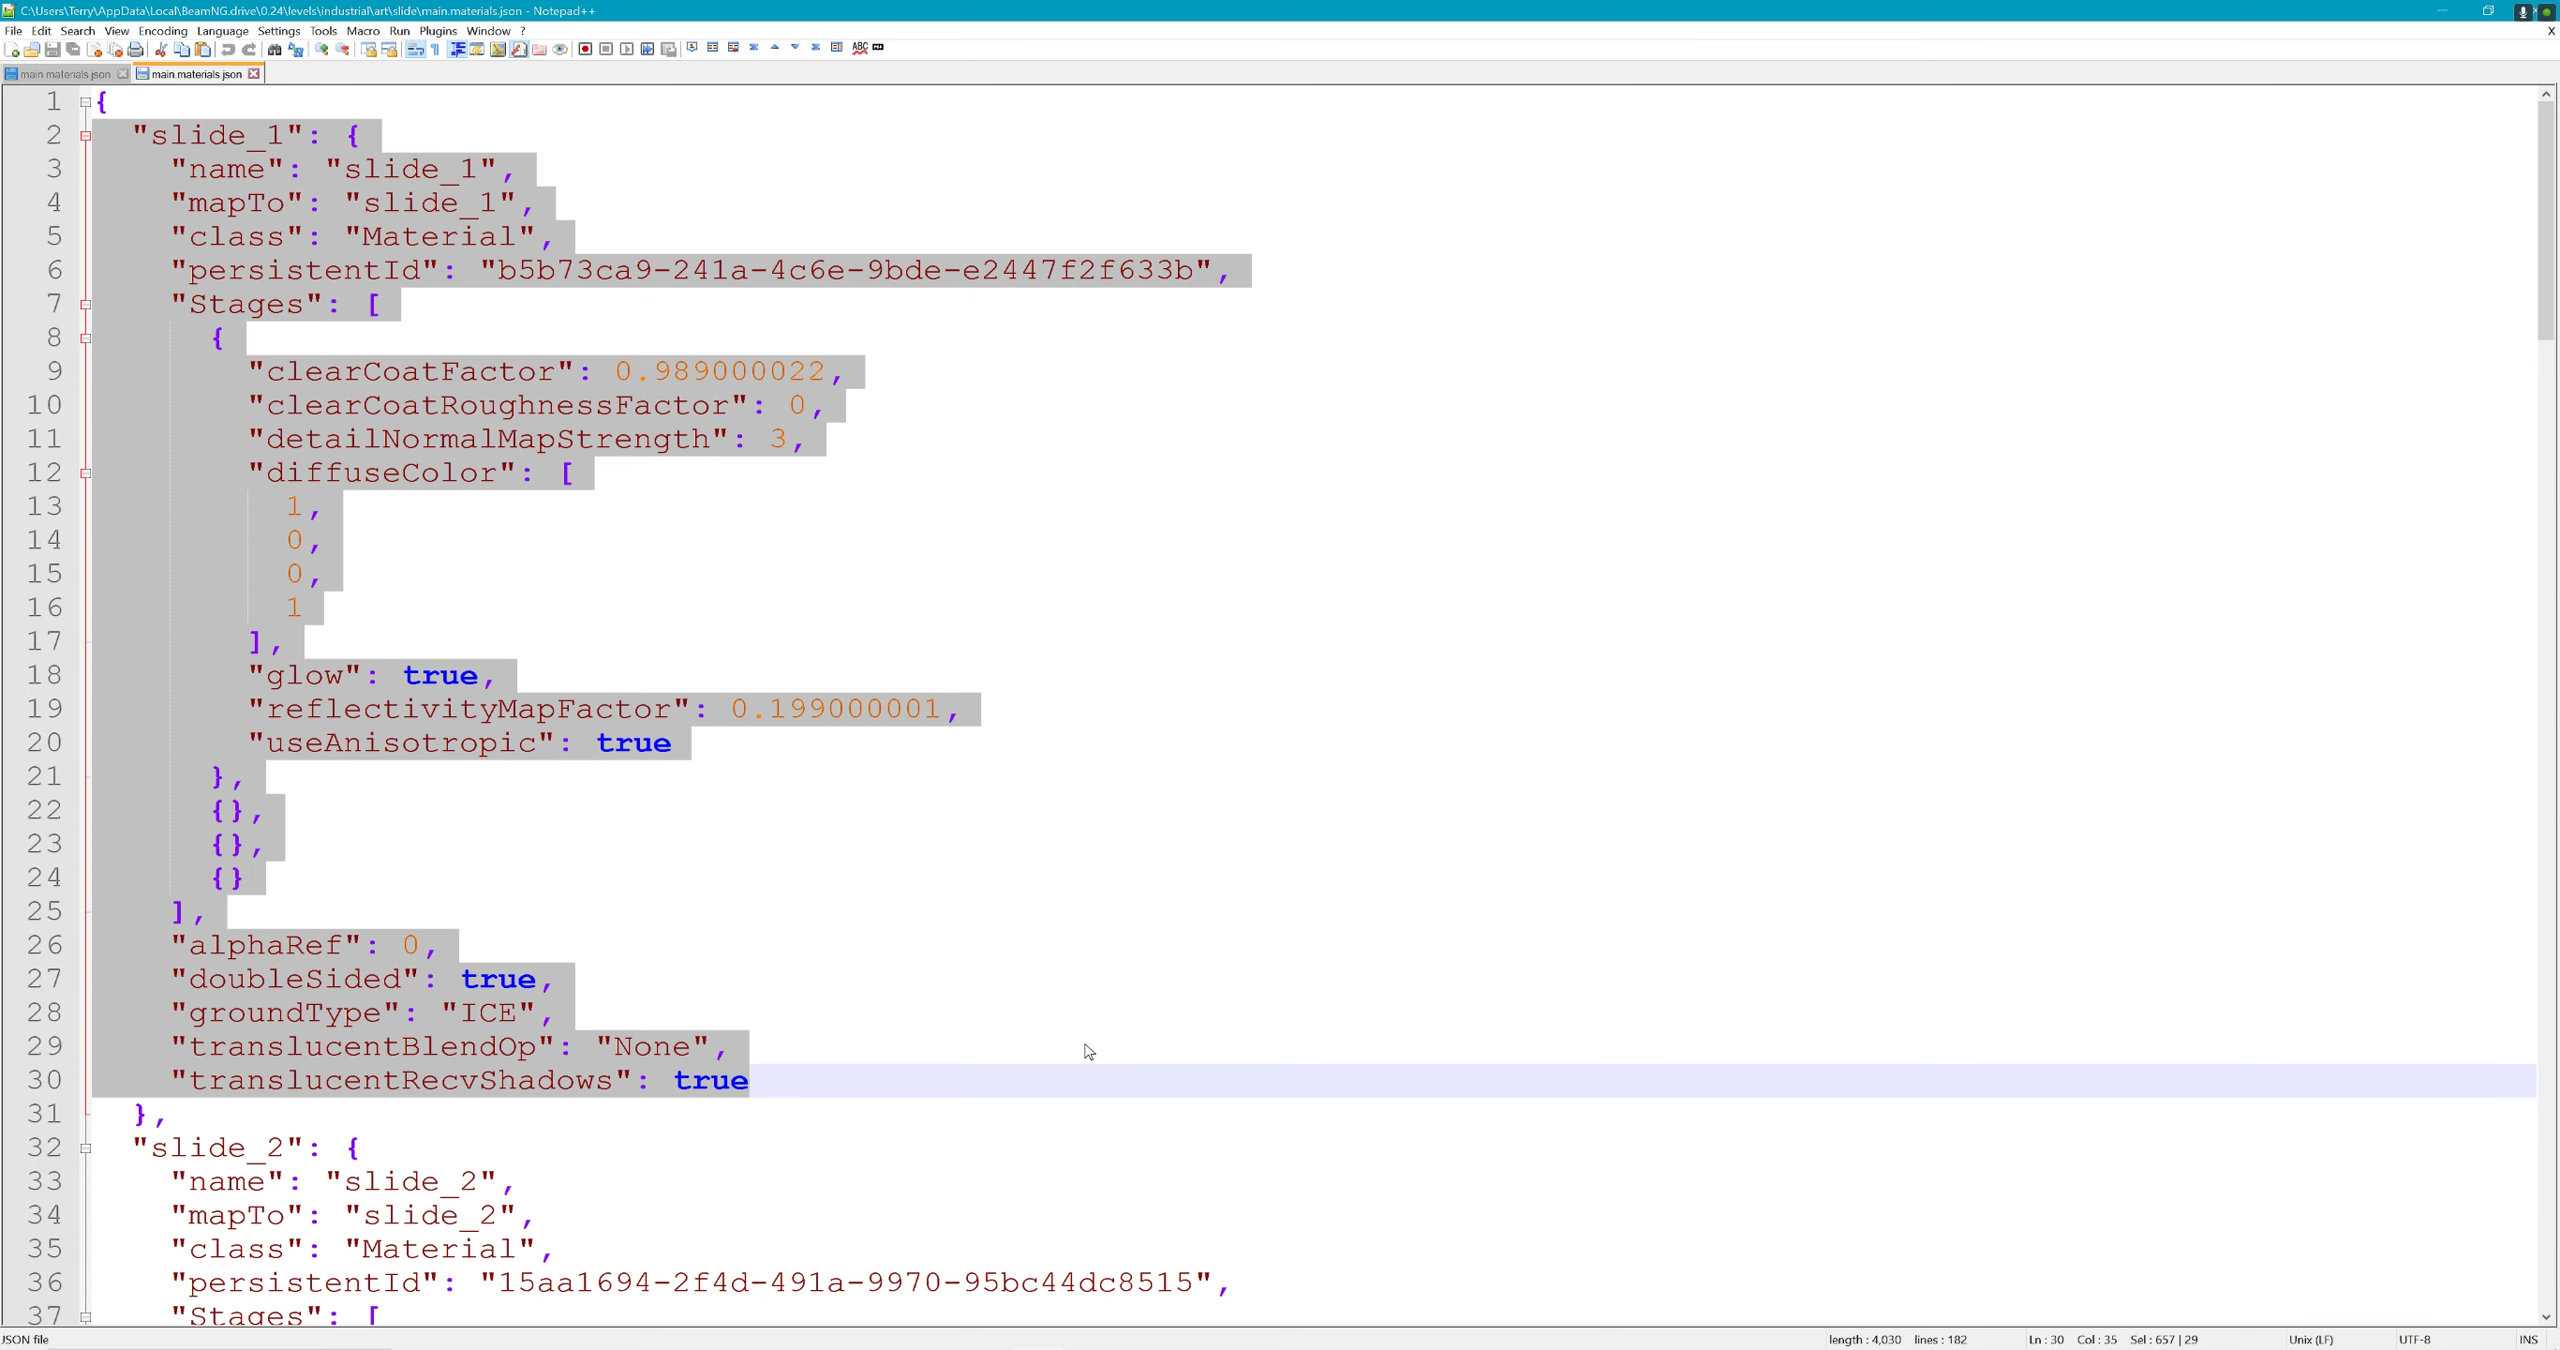 C:\Users\Terry\AppData\Local\BeamNG.drive\0.24\levels\industrial\art\slide\main.materials.json - Notepad++
File Edit Search View Encoding Language Settings Tools Macro Run Plugins Window ? X
ABC
main.materials.json main.materials.json
1 {
2 "slide_1": {
3 "name": "slide_1",
4 "mapTo": "slide_1",
5 "class": "Material",
6 "persistentId": "b5b73ca9-241a-4c6e-9bde-e2447f2f633b",
7 "Stages": [
8 {
9 "clearCoatFactor": 0.989000022,
10 "clearCoatRoughnessFactor": 0,
11 "detailNormalMapStrength": 3,
12 "diffuseColor": [
13 1,
14 0,
15 0,
16 1
17 ],
18 "glow": true,
19 "reflectivityMapFactor": 0.199000001,
20 "useAnisotropic": true
21 },
22 {},
23 {},
24 {}
25 ],
26 "alphaRef": 0,
27 "doubleSided": true,
28 "groundType": "ICE",
29 "translucentBlendOp": "None",
30 "translucentRecvShadows": true
31 },
32 "slide_2": {
33 "name": "slide_2",
34 "mapTo": "slide_2",
35 "class": "Material",
36 "persistentId": "15aa1694-2f4d-491a-9970-95bc44dc8515",
37 "Stages": [
JSON file length : 4,030 lines : 182 Ln : 30 Col : 35 Sel : 657 | 29 Unix (LF) UTF-8 INS